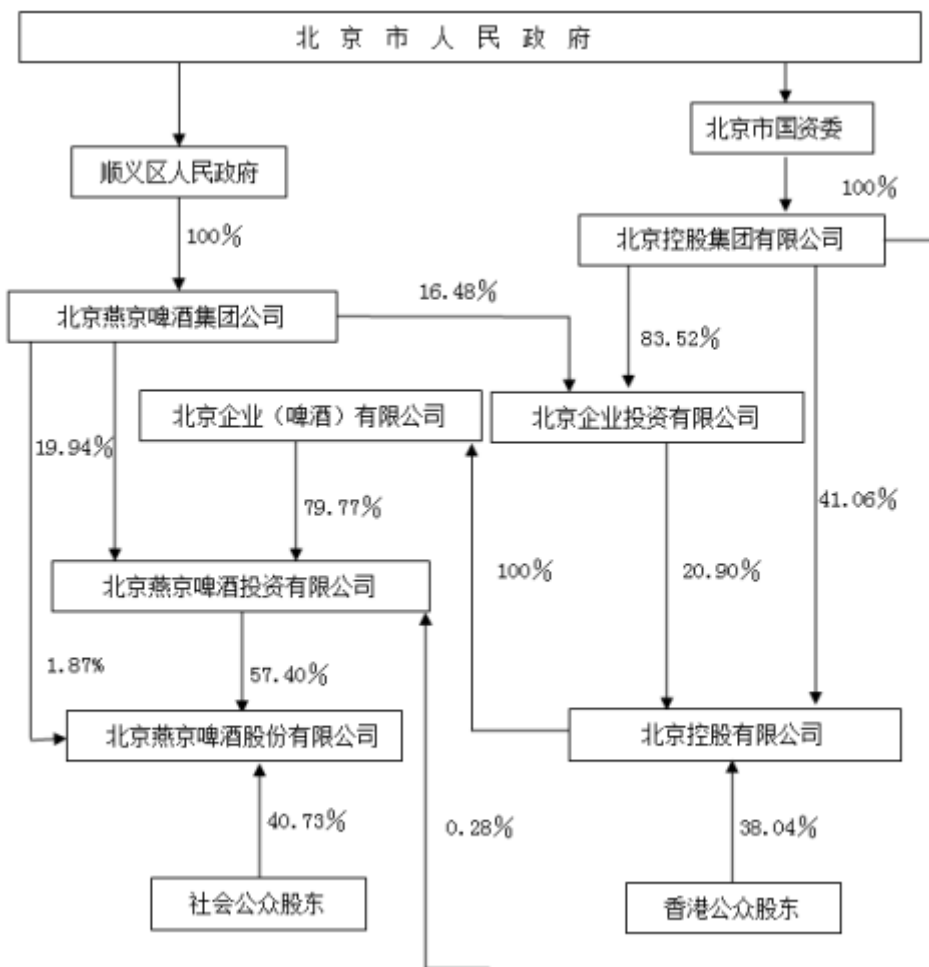 北京市人民政府
北京市国资委
顺义区人民政府
100%
100%
北京控股集团有限公司
16.48%
北京燕京啤酒集团公司
83.52%
北京企业（啤酒）有限公司
北京企业投资有限公司
19.94%
79.77%
41.06%
100%
20.90%
北京燕京啤酒投资有限公司
1.87%
57.40%
北京燕京啤酒股份有限公司
北京控股有限公司
40.73%
0.28%
38.04%
社会公众股东
香港公众股东